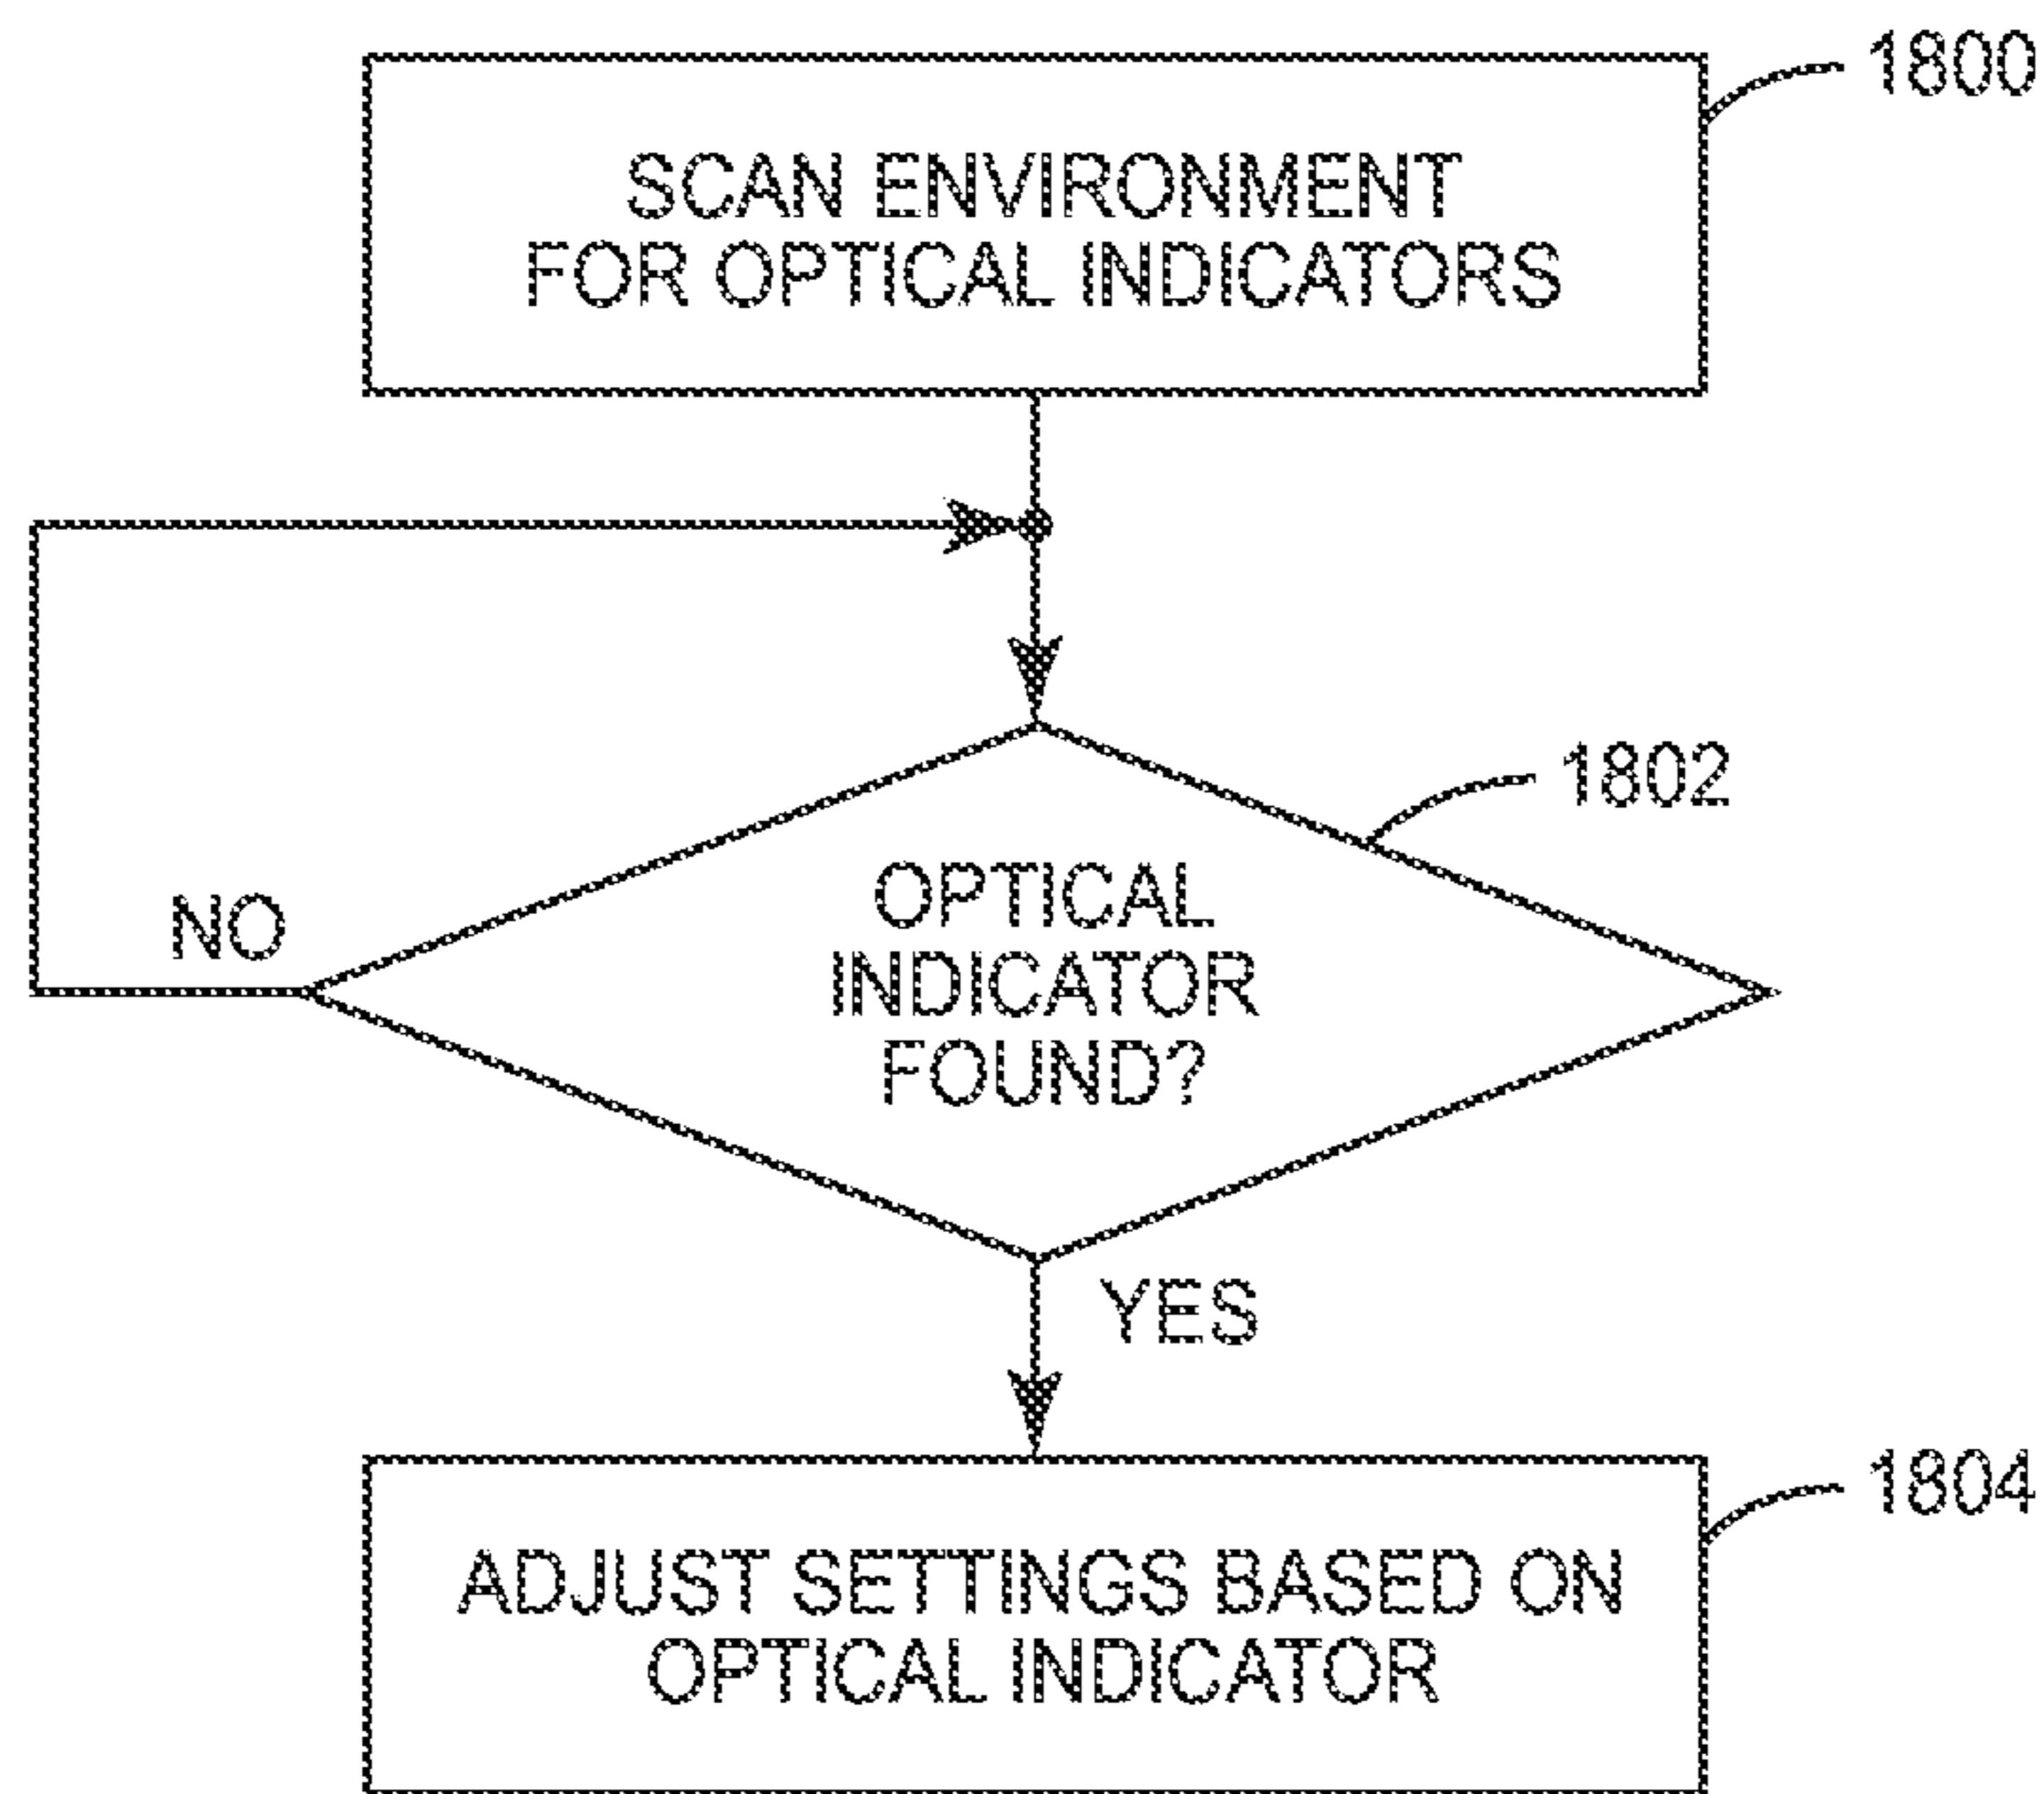 1800
SCAN ENVIRONMENT
FOR OPTICAL INDICATORS
1802
OPTICAL
INDICATOR
FOUND?
NO
YES
1804
ADJUST SETTINGS BASED ON
OPTICAL INDICATOR